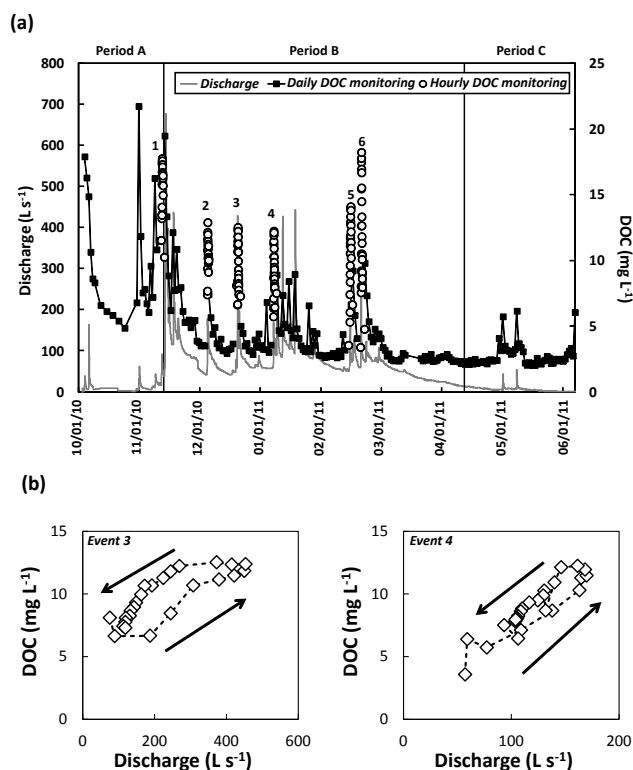 (a)
Period A Period B Period C
Discharge Daily DOC monitoring Hourly DOC monitoring
800 700 600 500 400 300 200 100 0
Discharge (L s-1)
25 20 15 10 5 0
DOC (mg L-1)
1 2 3 4 5 6
10/01/10 11/01/10 12/01/10 01/01/11 02/01/11 03/01/11 05/01/11 06/01/11
(b)
Event 3
15 10 5 0
DOC (mg L-1)
0 200 400 600
Discharge (L s-1)
Event 4
15 10 5 0
DOC (mg L-1)
0 100 200
Discharge (L s-1)